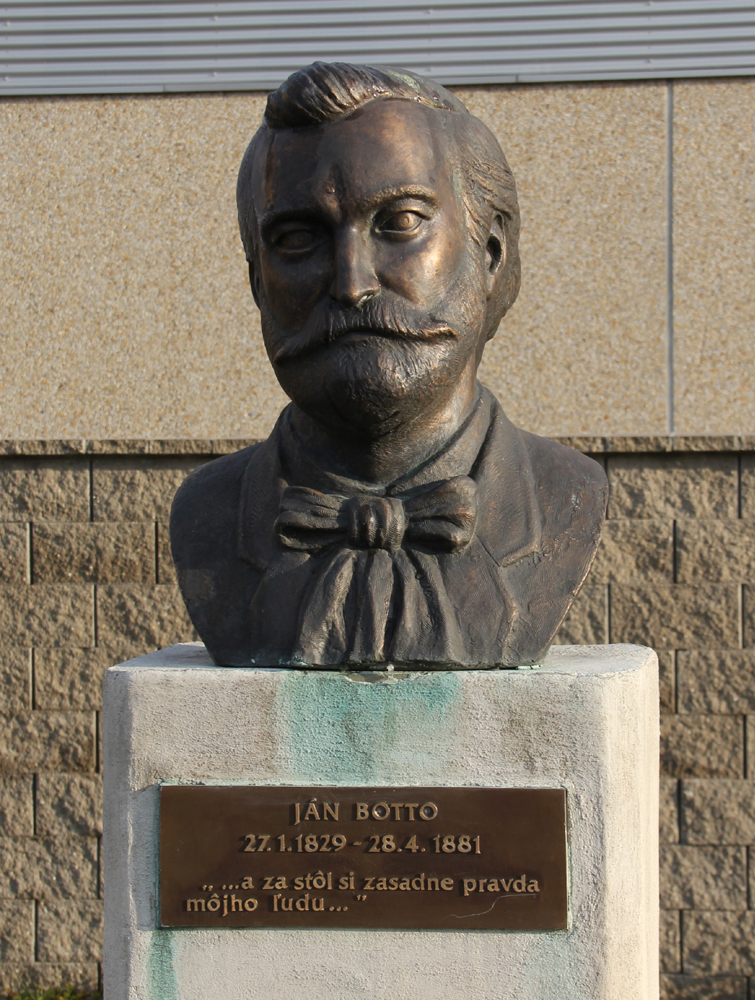 JÁN BOTTO
27.1.1829 - 28.4.1881
„...a za stôl si zasadne pravda
môjho ľudu..."